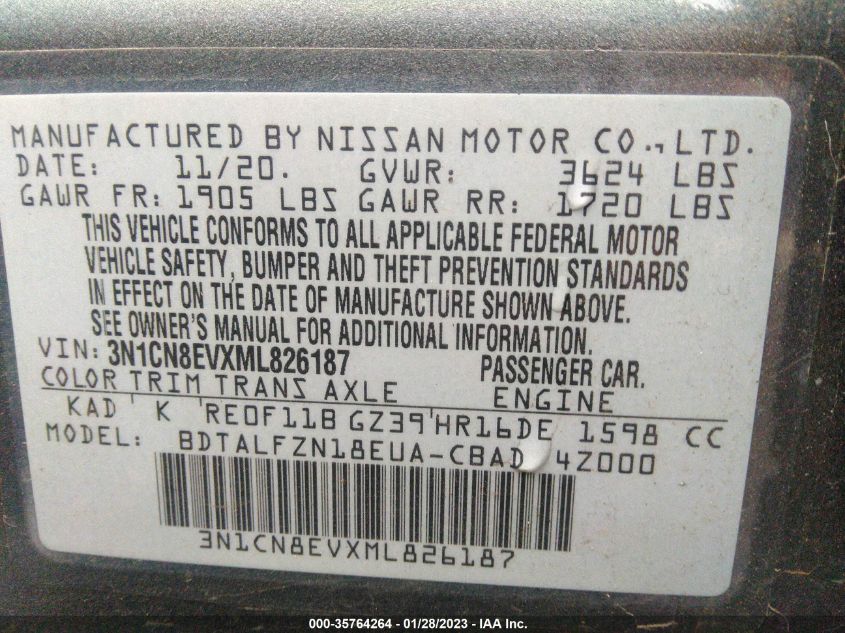 MANUFACTURED BY NISSAN MOTOR CO., LTD.
DATE: 11/20. GVWR: 3624 LBS
GAWR FR: 1905 LBS GAWR RR: 1720 LBS
THIS VEHICLE CONFORMS TO ALL APPLICABLE FEDERAL MOTOR
VEHICLE SAFETY, BUMPER AND THEFT PREVENTION STANDARDS
IN EFFECT ON THE DATE OF MANUFACTURE SHOWN ABOVE.
SEE OWNER'S MANUAL FOR ADDITIONAL INFORMATION.
VIN: 3N1CN8EVXML826187 PASSENGER CAR.
COLOR TRIM TRANS AXLE ENGINE
KAD ' K ' RE0F11B GZ39 ' HR16DE 1598 CC
MODEL: BDTALFZN18EUA-CBAD 4Z000
3N1CN8EVXML826187
000-35764264 - 01/28/2023 - IAA Inc.